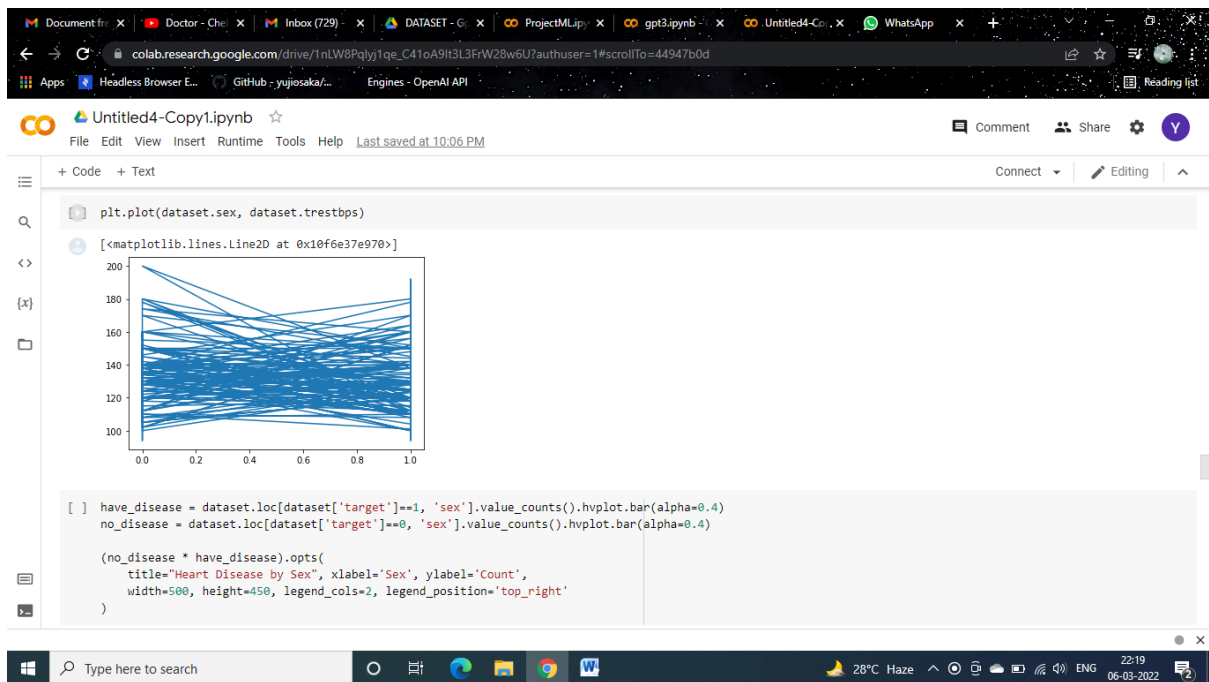 Document fre
Doctor - Che
Inbox (729) -
DATASET - G
ProjectML.ipy
gpt3.ipynb -
Untitled4-Cop
WhatsApp
colab.research.google.com/drive/1nLW8Pqlyj1qe_C41oA9It3L3FrW28w6U?authuser=1#scrollTo=44947b0d
Apps
Headless Browser E...
GitHub - yujiosaka/...
Engines - OpenAI API
Reading list
CO
Untitled4-Copy1.ipynb
File Edit View Insert Runtime Tools Help Last saved at 10:06 PM
Comment
Share
Y
+ Code + Text
Connect
Editing
plt.plot(dataset.sex, dataset.trestbps)
[<matplotlib.lines.Line2D at 0x10f6e37e970>]
200
180
160
140
120
100
0.0 0.2 0.4 0.6 0.8 1.0
{x}
[ ] have_disease = dataset.loc[dataset['target']==1, 'sex'].value_counts().hvplot.bar(alpha=0.4)
no_disease = dataset.loc[dataset['target']==0, 'sex'].value_counts().hvplot.bar(alpha=0.4)
(no_disease * have_disease).opts(
title="Heart Disease by Sex", xlabel='Sex', ylabel='Count',
width=500, height=450, legend_cols=2, legend_position='top_right'
)
Type here to search
28°C Haze
ENG
22:19
06-03-2022
2